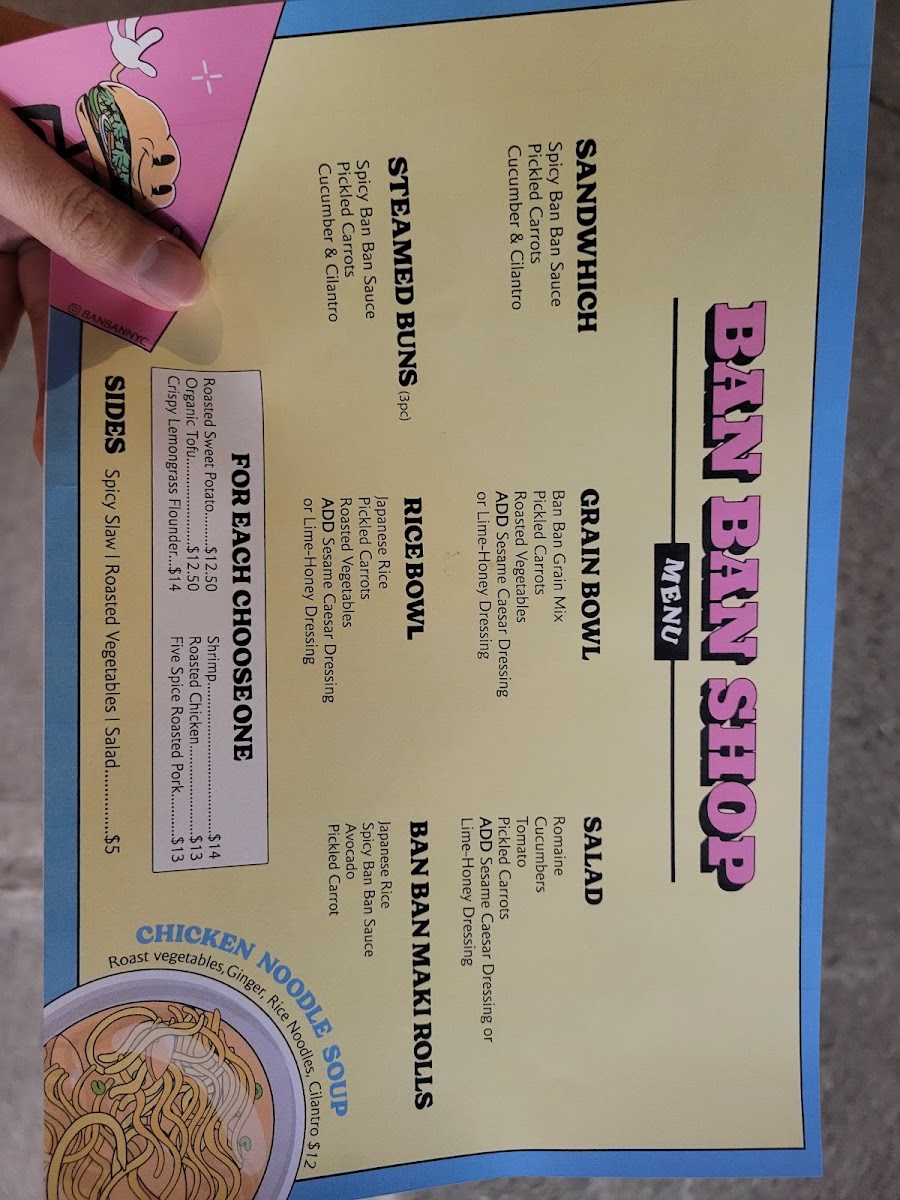 BAN BAN SHOP
MENU
SANDWHICH
Spicy Ban Ban Sauce
Pickled Carrots
Cucumber & Cilantro
GRAIN BOWL
Ban Ban Grain Mix
Pickled Carrots
Roasted Vegetables
ADD Sesame Caesar Dressing
or Lime-Honey Dressing
SALAD
Romaine
Cucumbers
Tomato
Pickled Carrots
ADD Sesame Caesar Dressing or
Lime-Honey Dressing
STEAMED BUNS (3pc)
Spicy Ban Ban Sauce
Pickled Carrots
Cucumber & Cilantro
RICE BOWL
Japanese Rice
Pickled Carrots
Roasted Vegetables
ADD Sesame Caesar Dressing
or Lime-Honey Dressing
BAN BAN MAKI ROLLS
Japanese Rice
Spicy Ban Ban Sauce
Avocado
Pickled Carrot
FOR EACH CHOOSE ONE
Roasted Sweet Potato........$12.50
Organic Tofu....................$12.50
Crispy Lemongrass Flounder...$14
Shrimp..............................$14
Roasted Chicken..................$13
Five Spice Roasted Pork..........$13
SIDES Spicy Slaw | Roasted Vegetables | Salad.............$5
CHICKEN NOODLE SOUP
Roast vegetables, Ginger, Rice Noodles, Cilantro $12
© BANBANNYC